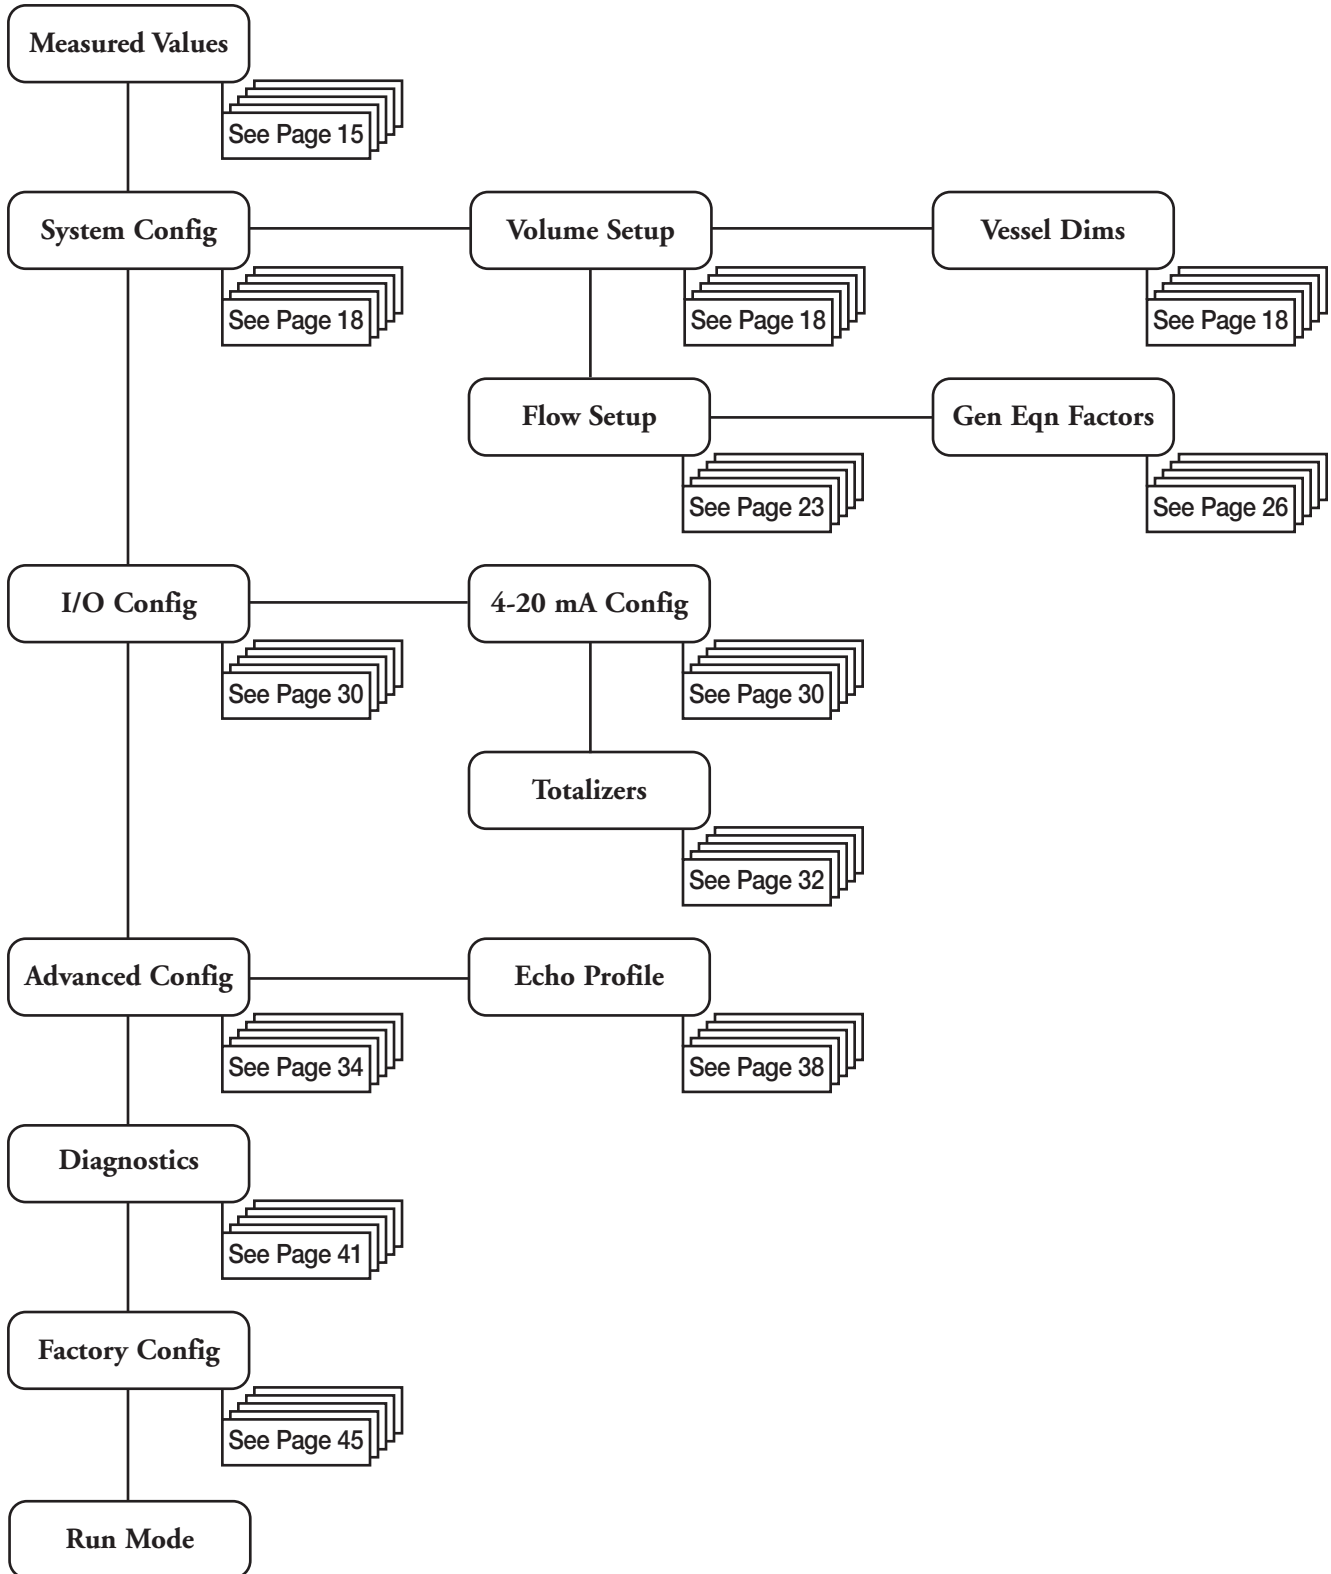 Measured Values
See Page 15
System Config
Volume Setup
Vessel Dims
See Page 18
See Page 18
See Page 18
Flow Setup
Gen Eqn Factors
See Page 23
See Page 26
I/O Config
4-20 mA Config
See Page 30
See Page 30
Totalizers
See Page 32
Advanced Config
Echo Profile
See Page 34
See Page 38
Diagnostics
See Page 41
Factory Config
See Page 45
Run Mode